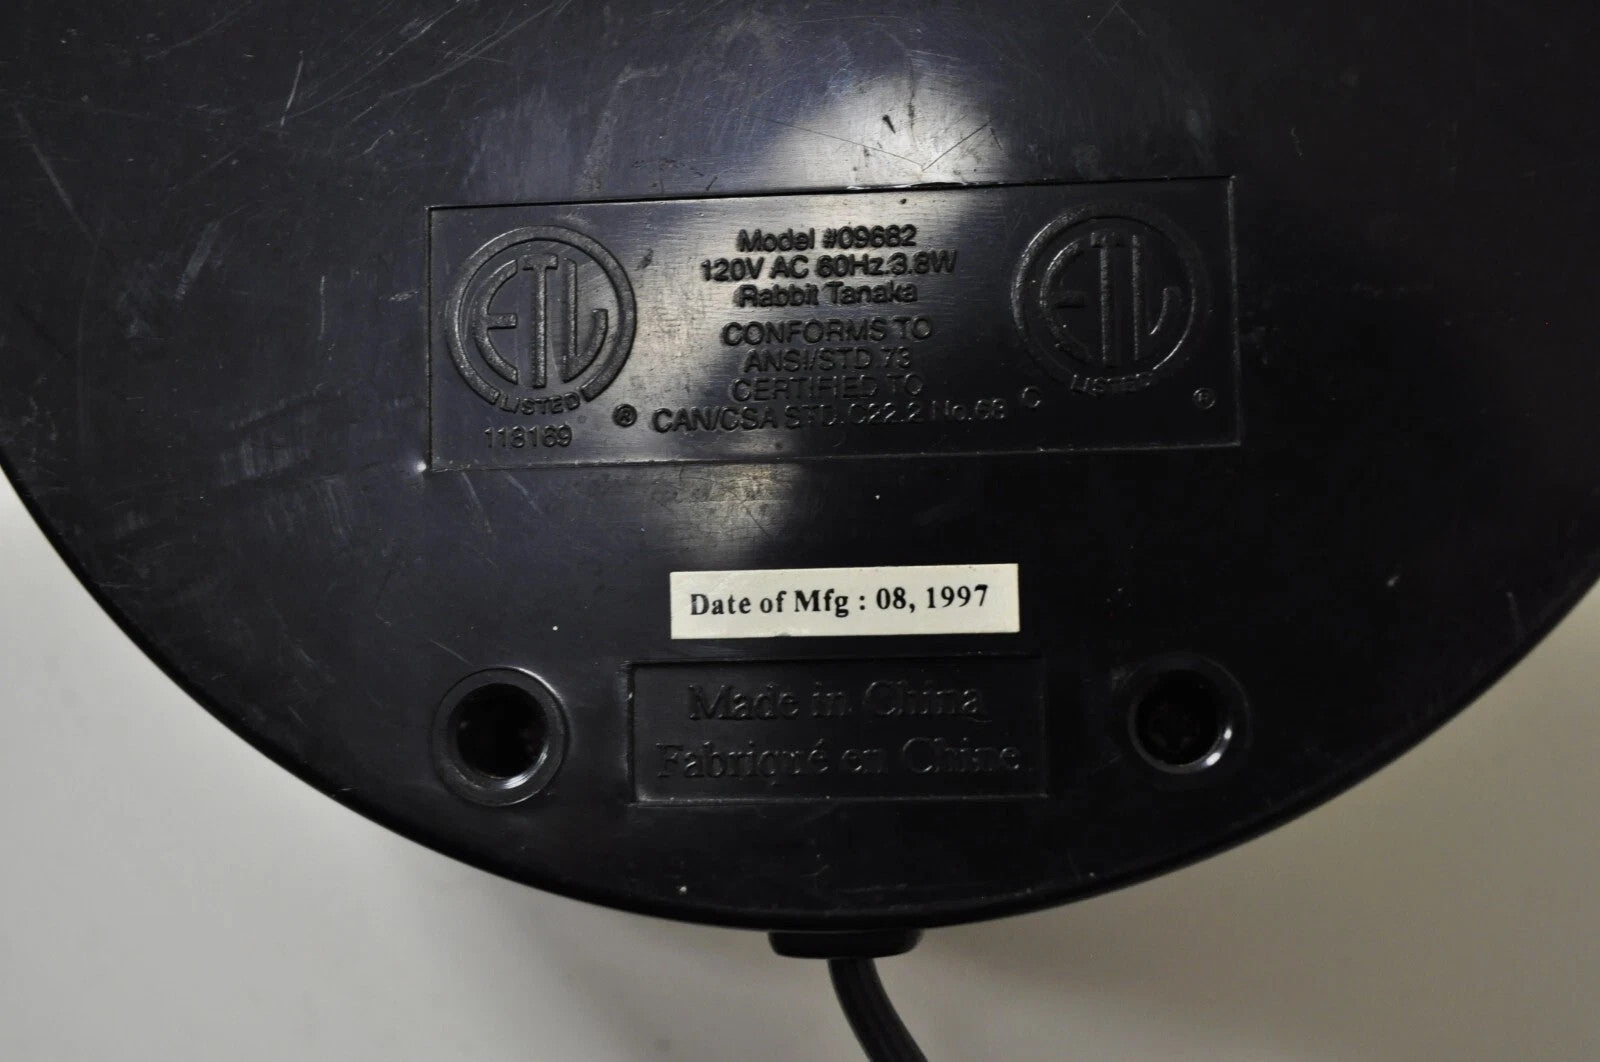 ETL
LISTED
®
118189
Model #09682
120V AC 60Hz.3.8W
Rabbit Tanaka
CONFORMS TO
ANSI/STD 73
CERTIFIED TO
CAN/CSA STD. C22.2 No.68
C
ETL
LISTED
®
Date of Mfg : 08, 1997
Made in China
Fabriqué en Chine